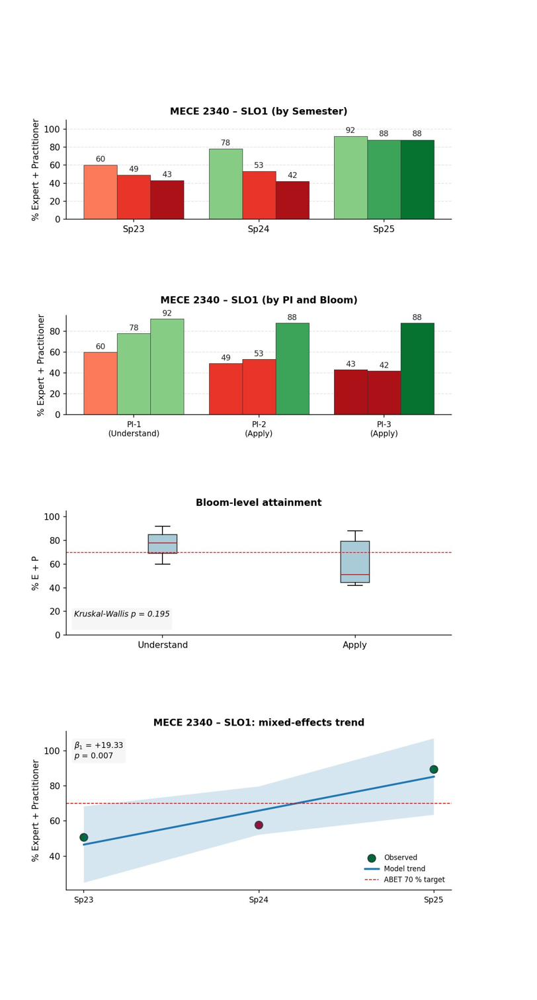 MECE 2340 – SLO1 (by Semester)
% Expert + Practitioner
100
80
60
40
20
0
60
49
43
78
53
42
92
88
88
Sp23
Sp24
Sp25
MECE 2340 – SLO1 (by PI and Bloom)
% Expert + Practitioner
80
60
40
20
0
60
78
92
49
53
88
43
42
88
PI-1
(Understand)
PI-2
(Apply)
PI-3
(Apply)
Bloom-level attainment
% E + P
100
80
60
40
20
0
Kruskal-Wallis p = 0.195
Understand
Apply
MECE 2340 – SLO1: mixed-effects trend
% Expert + Practitioner
100
80
60
40
β₁ = +19.33
p = 0.007
Observed
Model trend
ABET 70 % target
Sp23
Sp24
Sp25